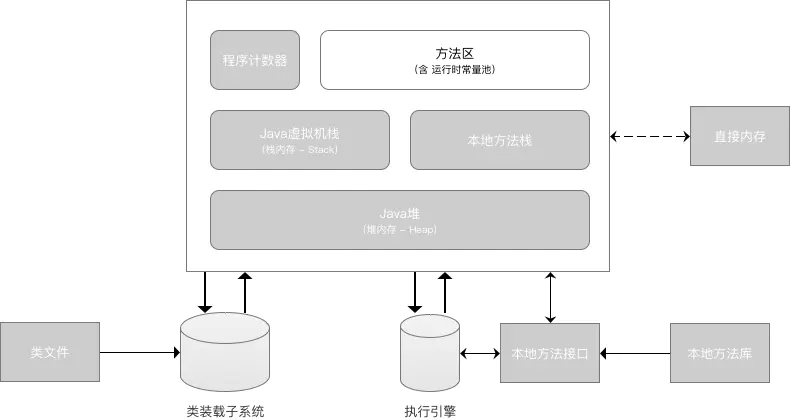 程序计数器
方法区
(含 运行时常量池)
Java虚拟机栈
(栈内存 - Stack)
本地方法栈
直接内存
Java堆
(堆内存 - Heap)
类文件
本地方法接口
本地方法库
类装载子系统
执行引擎